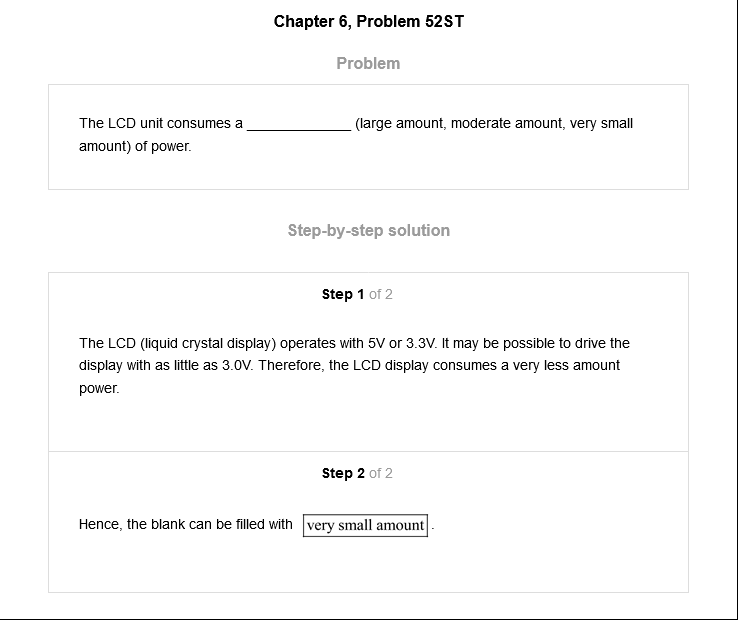 Chapter 6, Problem 52ST
Problem
The LCD unit consumes a _____________ (large amount, moderate amount, very small
amount) of power.
Step-by-step solution
Step 1 of 2
The LCD (liquid crystal display) operates with 5V or 3.3V. It may be possible to drive the
display with as little as 3.0V. Therefore, the LCD display consumes a very less amount
power.
Step 2 of 2
Hence, the blank can be filled with very small amount.